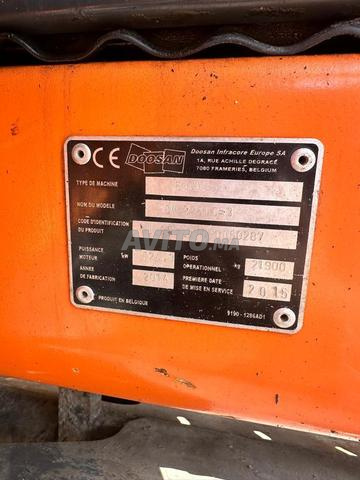 CE DOOSAN Doosan Infracore Europe SA
1A, RUE ACHILLE DEGRACÉ
7080 FRAMERIES, BELGIUM
TYPE DE MACHINE
NOM DU MODELE
CODE D'IDENTIFICATION
DU PRODUIT
AVITO.MA
PUISSANCE
MOTEUR kW
POIDS
OPERATIONNEL kg 21900
ANNEE
DE FABRICATION 2014
PREMIÈRE DATE
DE MISE EN SERVICE 2015
PRODUIT EN BELGIQUE
9190 - 1286AD1